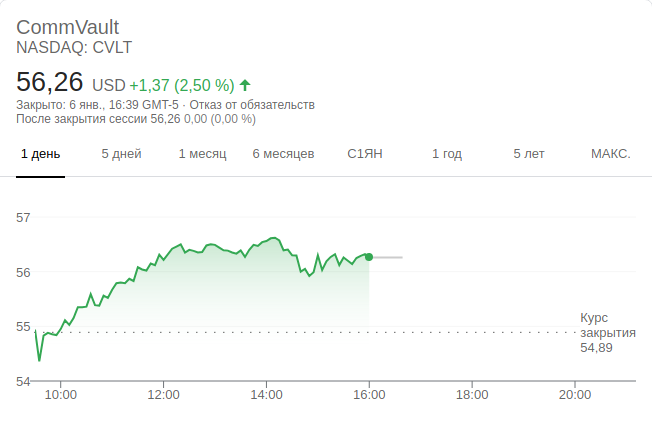 CommVault
NASDAQ: CVLT
56,26 USD +1,37 (2,50 %)
Закрыто: 6 янв., 16:39 GMT-5 · Отказ от обязательств
После закрытия сессии 56,26 0,00 (0,00 %)
1 день 5 дней 1 месяц 6 месяцев С1ЯН 1 год 5 лет МАКС.
57
56
55
54
Курс
закрытия
54,89
10:00 12:00 14:00 16:00 18:00 20:00